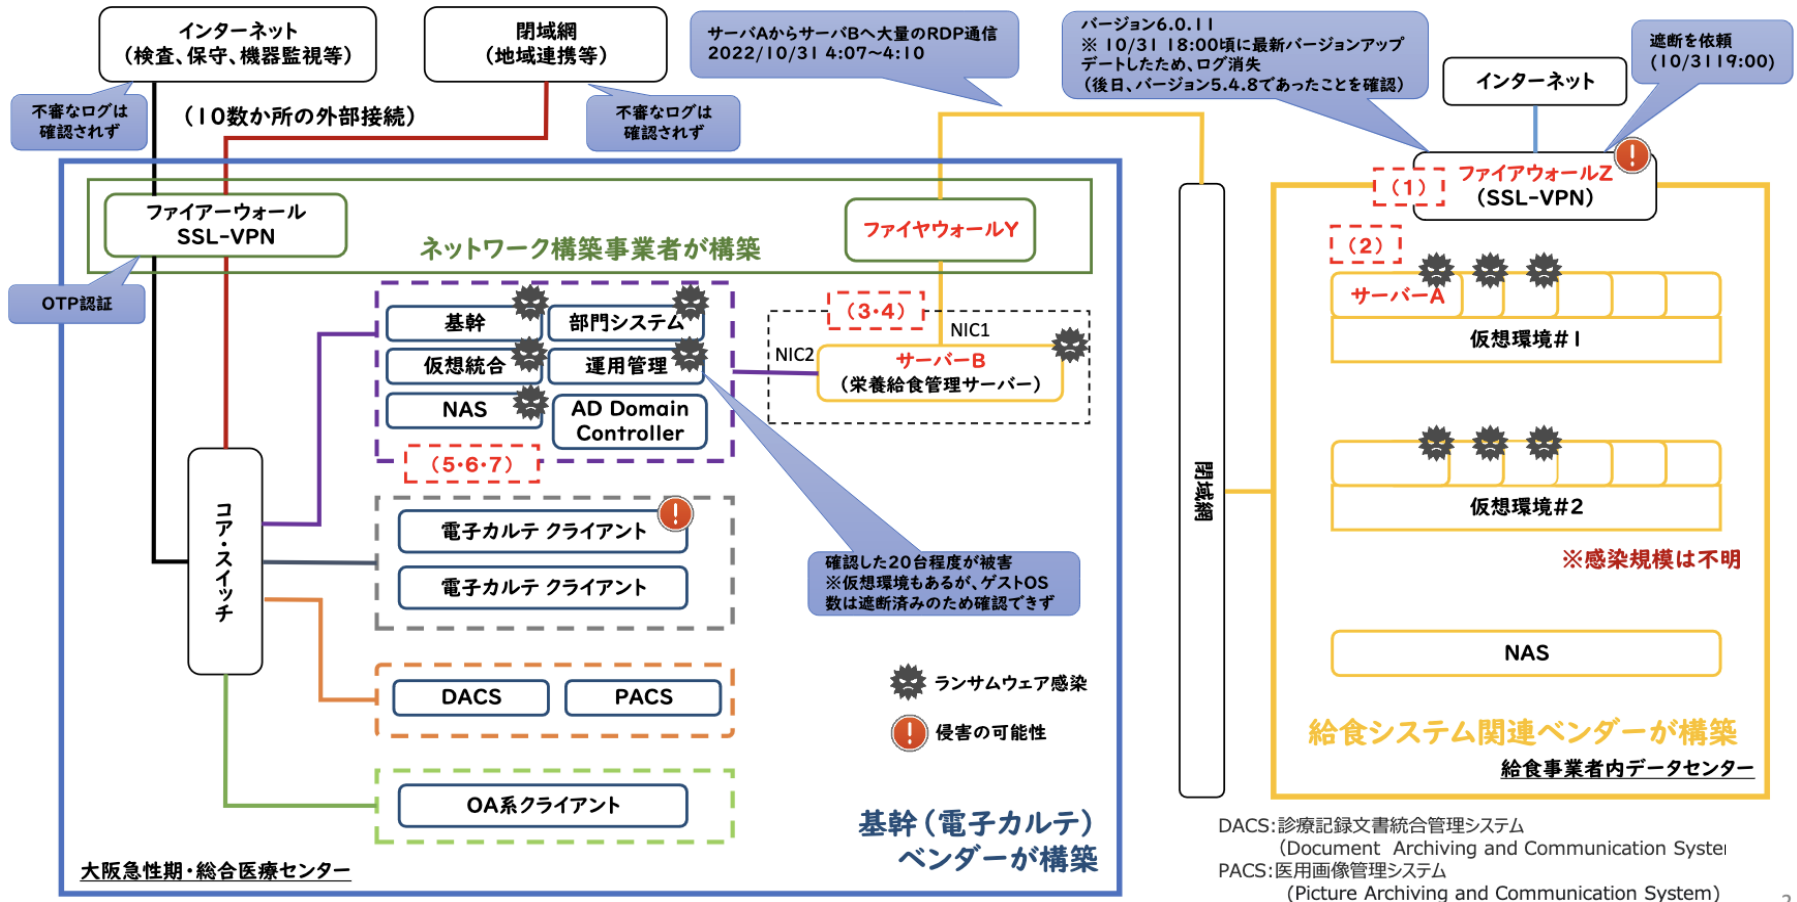 インターネット
(検査、保守、機器監視等)
閉域網
(地域連携等)
サーバAからサーバBへ大量のRDP通信
2022/10/31 4:07〜4:10
バージョン6.0.11
※ 10/31 18:00頃に最新バージョンアップ
デートしたため、ログ消失
(後日、バージョン5.4.8であったことを確認)
遮断を依頼
(10/3119:00)
インターネット
不審なログは
確認されず
(10数か所の外部接続)
不審なログは
確認されず
(1)
ファイアウォールZ
(SSL-VPN)
ファイアーウォール
SSL-VPN
ネットワーク構築事業者が構築
ファイヤウォールY
OTP認証
(2)
サーバーA
仮想環境#1
基幹
部門システム
仮想統合
運用管理
NAS
AD Domain
Controller
(5・6・7)
(3・4)
NIC1
NIC2
サーバーB
(栄養給食管理サーバー)
コア・スイッチ
電子カルテ クライアント
電子カルテ クライアント
確認した20台程度が被害
※仮想環境もあるが、ゲストOS
数は遮断済みのため確認できず
閉域網
仮想環境#2
※感染規模は不明
NAS
DACS
PACS
ランサムウェア感染
侵害の可能性
給食システム関連ベンダーが構築
給食事業者内データセンター
OA系クライアント
基幹(電子カルテ)
ベンダーが構築
大阪急性期・総合医療センター
DACS:診療記録文書統合管理システム
(Document Archiving and Communication Syste
PACS:医用画像管理システム
(Picture Archiving and Communication System)